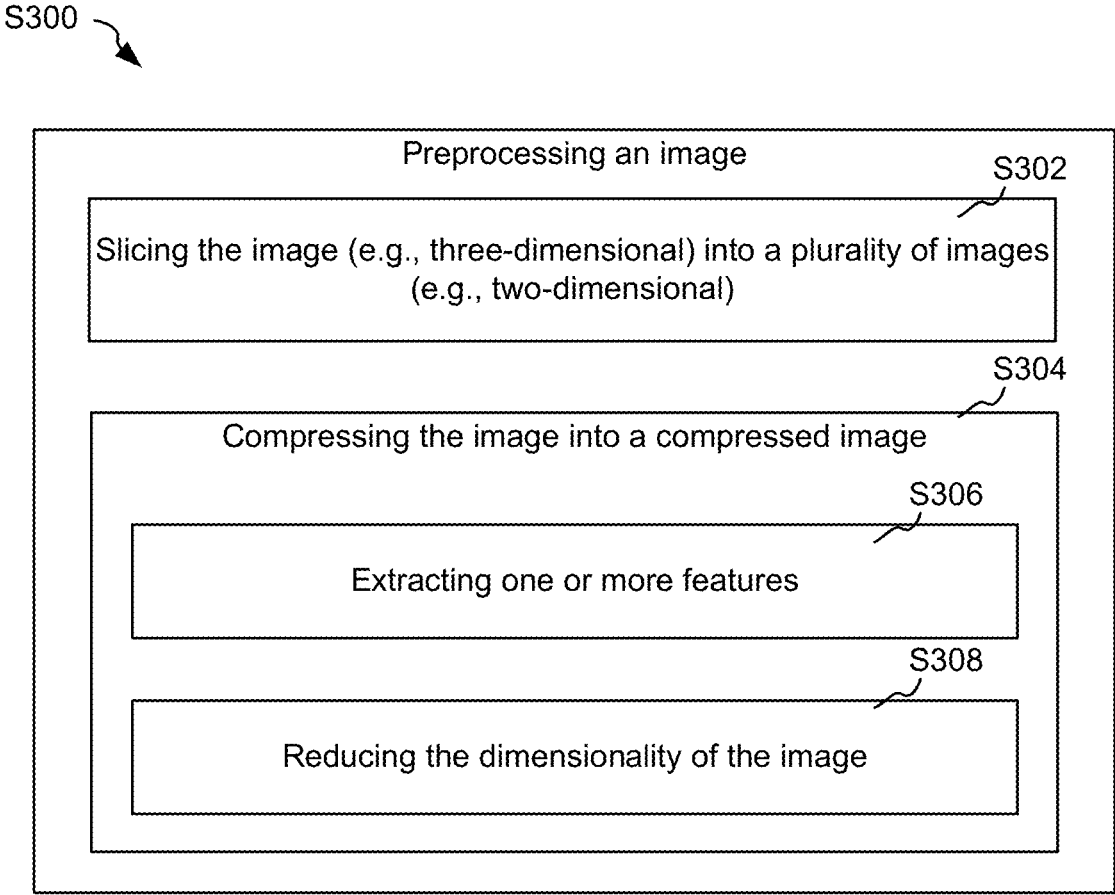 S300
Preprocessing an image
S302
Slicing the image (e.g., three-dimensional) into a plurality of images
(e.g., two-dimensional)
S304
Compressing the image into a compressed image
S306
Extracting one or more features
S308
Reducing the dimensionality of the image